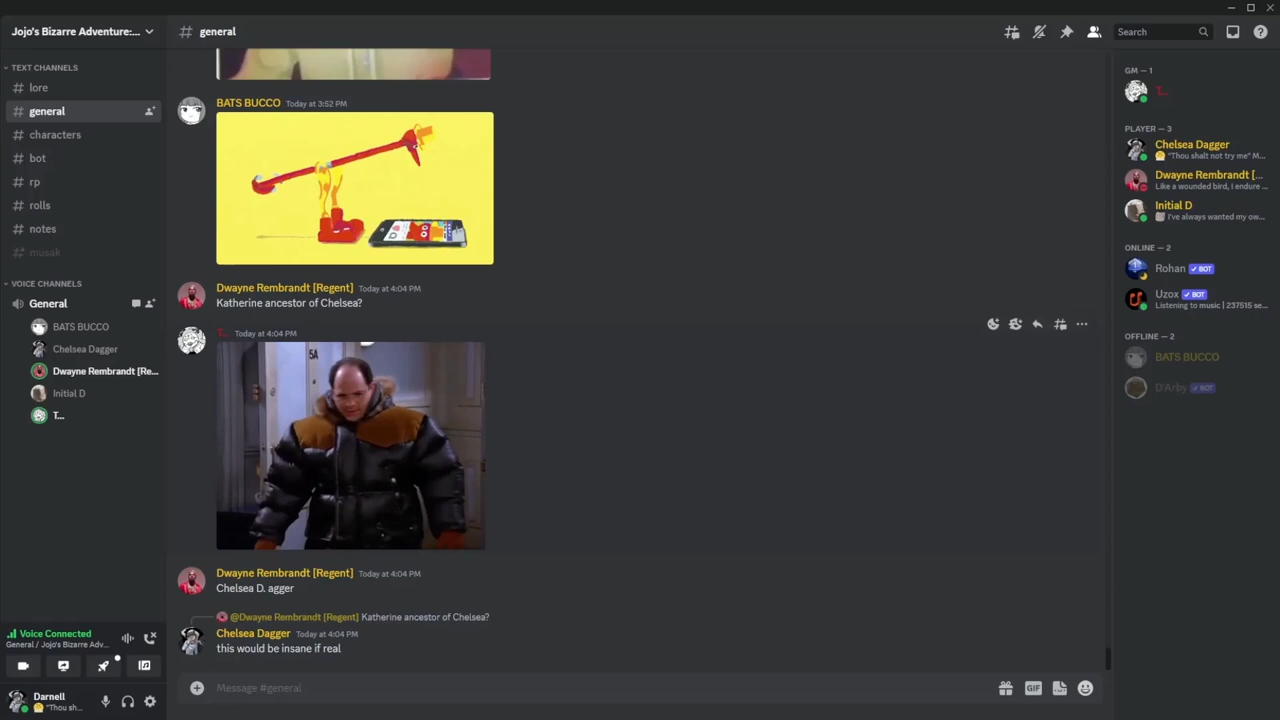 Jojo's Bizarre Adventure:...
general
Search
TEXT CHANNELS
lore
general
characters
bot
rp
rolls
notes
musak
VOICE CHANNELS
General
BATS BUCCO
Chelsea Dagger
Dwayne Rembrandt [Re...
Initial D
T...
Voice Connected
General / Jojo's Bizarre Adv...
Darnell
"Thou sh...
BATS BUCCO Today at 3:52 PM
Dwayne Rembrandt [Regent] Today at 4:04 PM
Katherine ancestor of Chelsea?
T... Today at 4:04 PM
5A
Dwayne Rembrandt [Regent] Today at 4:04 PM
Chelsea D. agger
@Dwayne Rembrandt [Regent] Katherine ancestor of Chelsea?
Chelsea Dagger Today at 4:04 PM
this would be insane if real
Message #general
GIF
GM — 1
T...
PLAYER — 3
Chelsea Dagger
"Thou shalt not try me" M...
Dwayne Rembrandt [...
Like a wounded bird, I endure ...
Initial D
I've always wanted my ow...
ONLINE — 2
Rohan BOT
Uzox BOT
Listening to music | 237515 se...
OFFLINE — 2
BATS BUCCO
D'Arby BOT